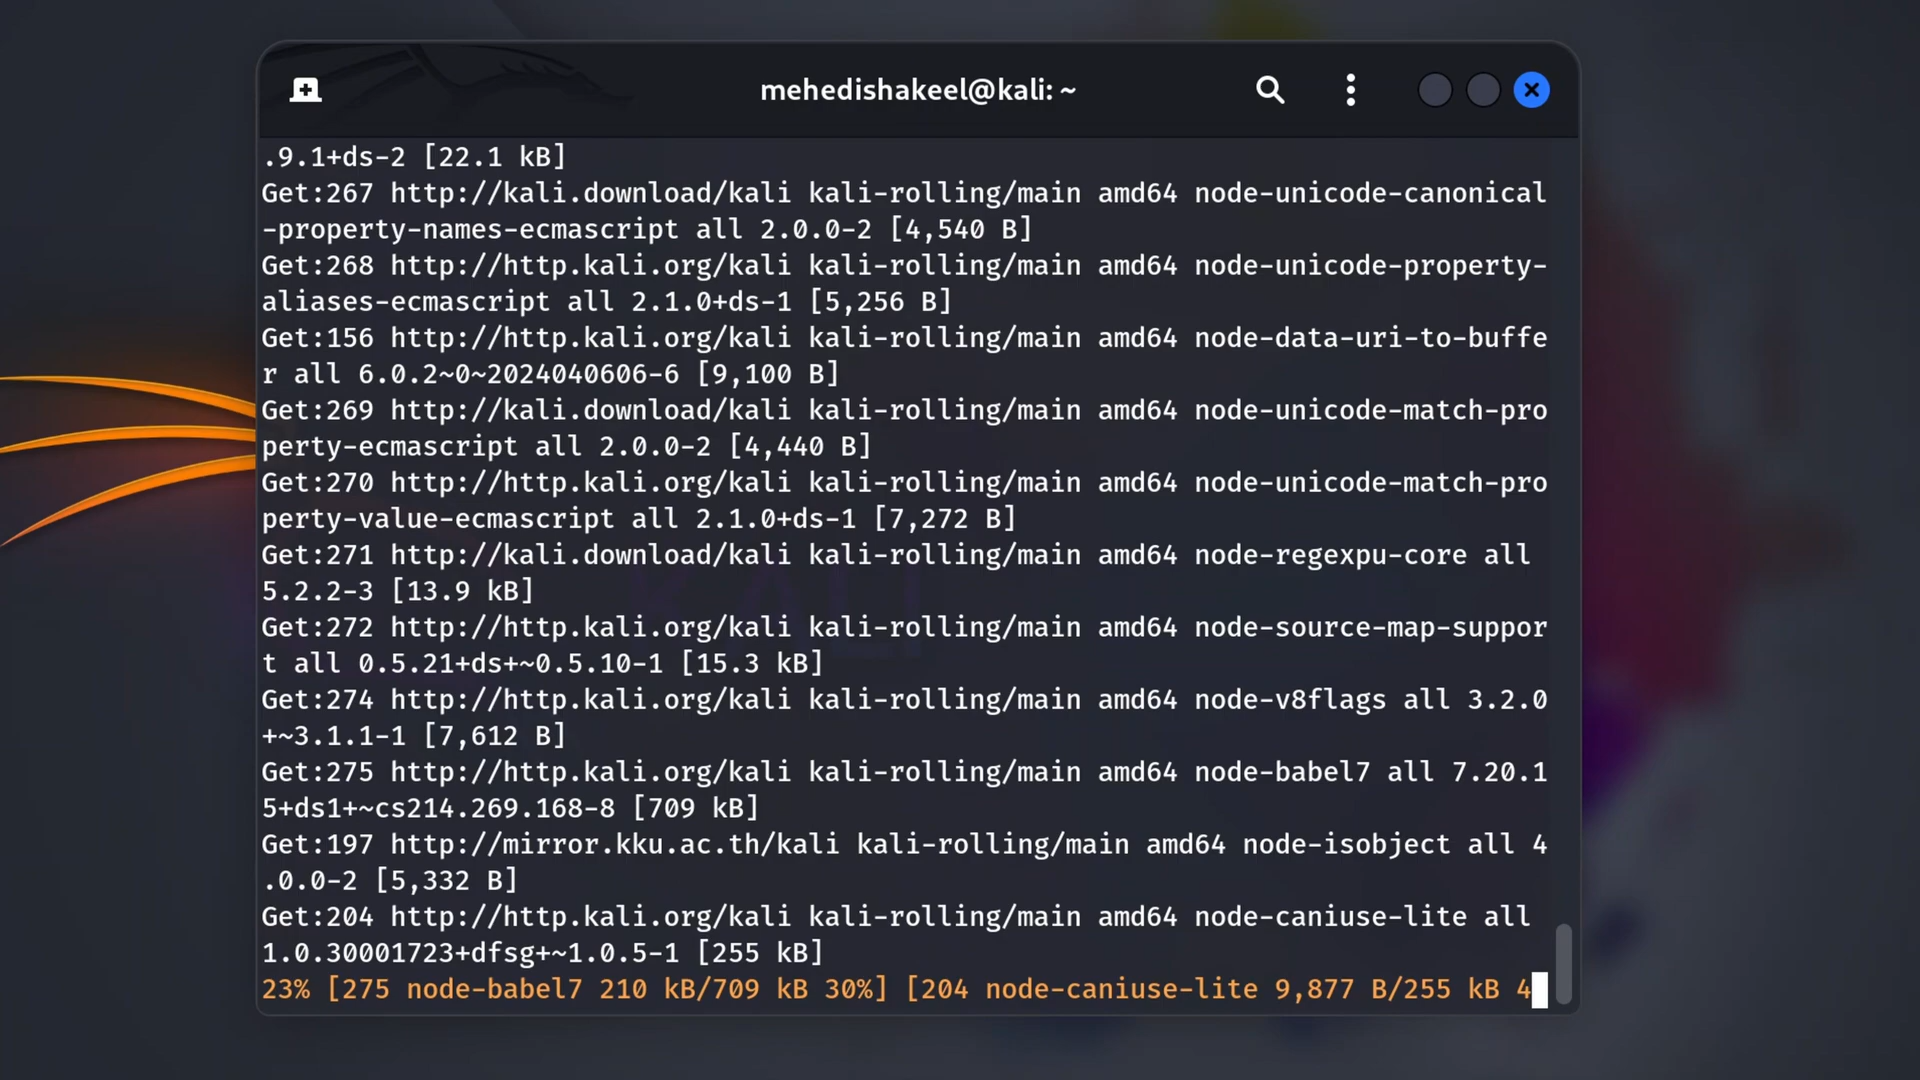 mehedishakeel@kali: ~
.9.1+ds-2 [22.1 kB]
Get:267 http://kali.download/kali kali-rolling/main amd64 node-unicode-canonical
-property-names-ecmascript all 2.0.0-2 [4,540 B]
Get:268 http://http.kali.org/kali kali-rolling/main amd64 node-unicode-property-
aliases-ecmascript all 2.1.0+ds-1 [5,256 B]
Get:156 http://http.kali.org/kali kali-rolling/main amd64 node-data-uri-to-buffe
r all 6.0.2~0~2024040606-6 [9,100 B]
Get:269 http://kali.download/kali kali-rolling/main amd64 node-unicode-match-pro
perty-ecmascript all 2.0.0-2 [4,440 B]
Get:270 http://http.kali.org/kali kali-rolling/main amd64 node-unicode-match-pro
perty-value-ecmascript all 2.1.0+ds-1 [7,272 B]
Get:271 http://kali.download/kali kali-rolling/main amd64 node-regexpu-core all
5.2.2-3 [13.9 kB]
Get:272 http://http.kali.org/kali kali-rolling/main amd64 node-source-map-suppor
t all 0.5.21+ds+~0.5.10-1 [15.3 kB]
Get:274 http://http.kali.org/kali kali-rolling/main amd64 node-v8flags all 3.2.0
+~3.1.1-1 [7,612 B]
Get:275 http://http.kali.org/kali kali-rolling/main amd64 node-babel7 all 7.20.1
5+ds1+~cs214.269.168-8 [709 kB]
Get:197 http://mirror.kku.ac.th/kali kali-rolling/main amd64 node-isobject all 4
.0.0-2 [5,332 B]
Get:204 http://http.kali.org/kali kali-rolling/main amd64 node-caniuse-lite all
1.0.30001723+dfsg+~1.0.5-1 [255 kB]
23% [275 node-babel7 210 kB/709 kB 30%] [204 node-caniuse-lite 9,877 B/255 kB 4
KALI